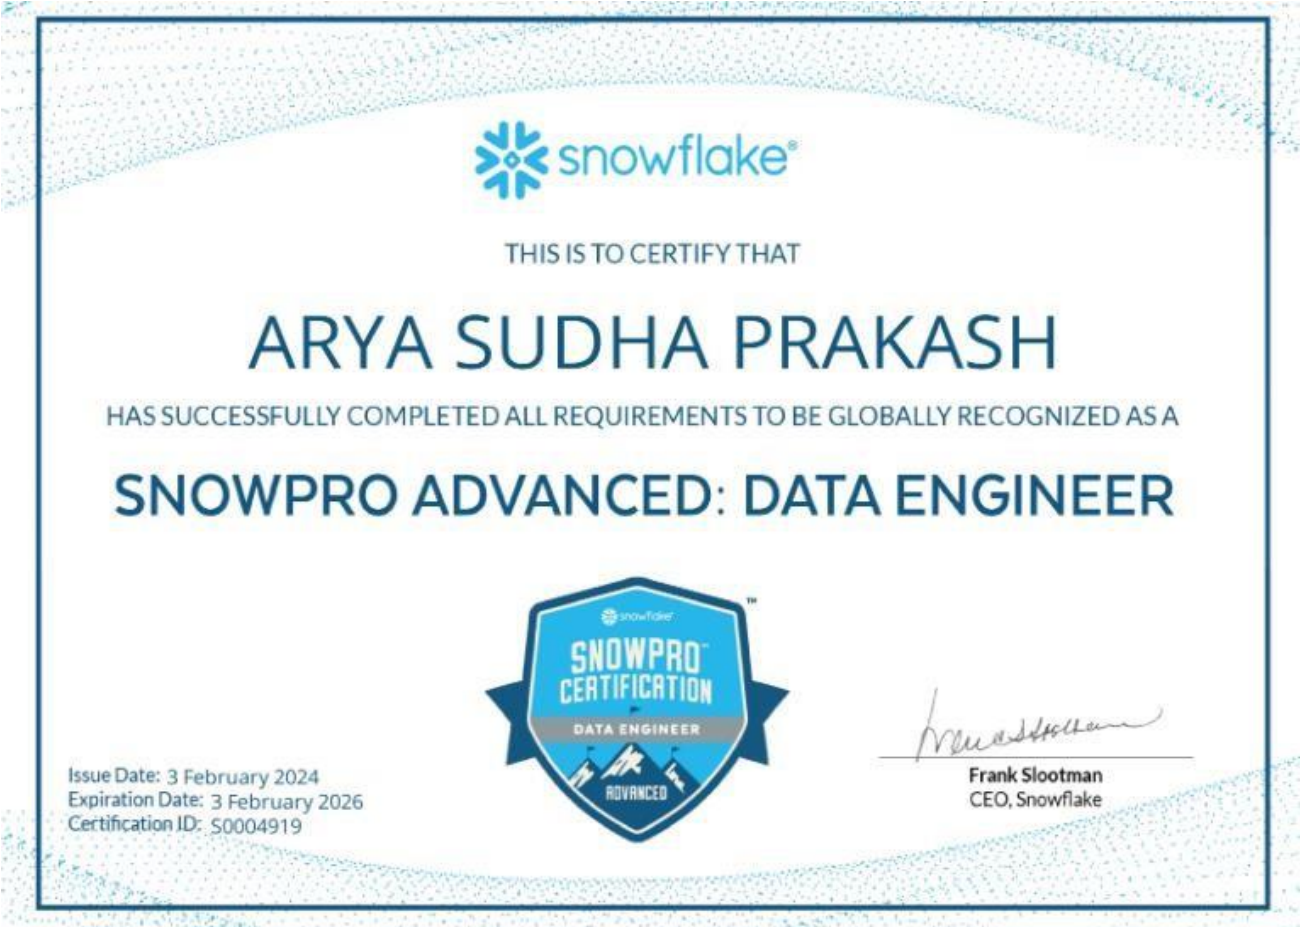 snowflake®
THIS IS TO CERTIFY THAT
ARYA SUDHA PRAKASH
HAS SUCCESSFULLY COMPLETED ALL REQUIREMENTS TO BE GLOBALLY RECOGNIZED AS A
SNOWPRO ADVANCED: DATA ENGINEER
TM
snowflake®
SNOWPRO™
CERTIFICATION
DATA ENGINEER
ADVANCED
Issue Date: 3 February 2024
Expiration Date: 3 February 2026
Certification ID: S0004919
Frank Slootman
CEO, Snowflake